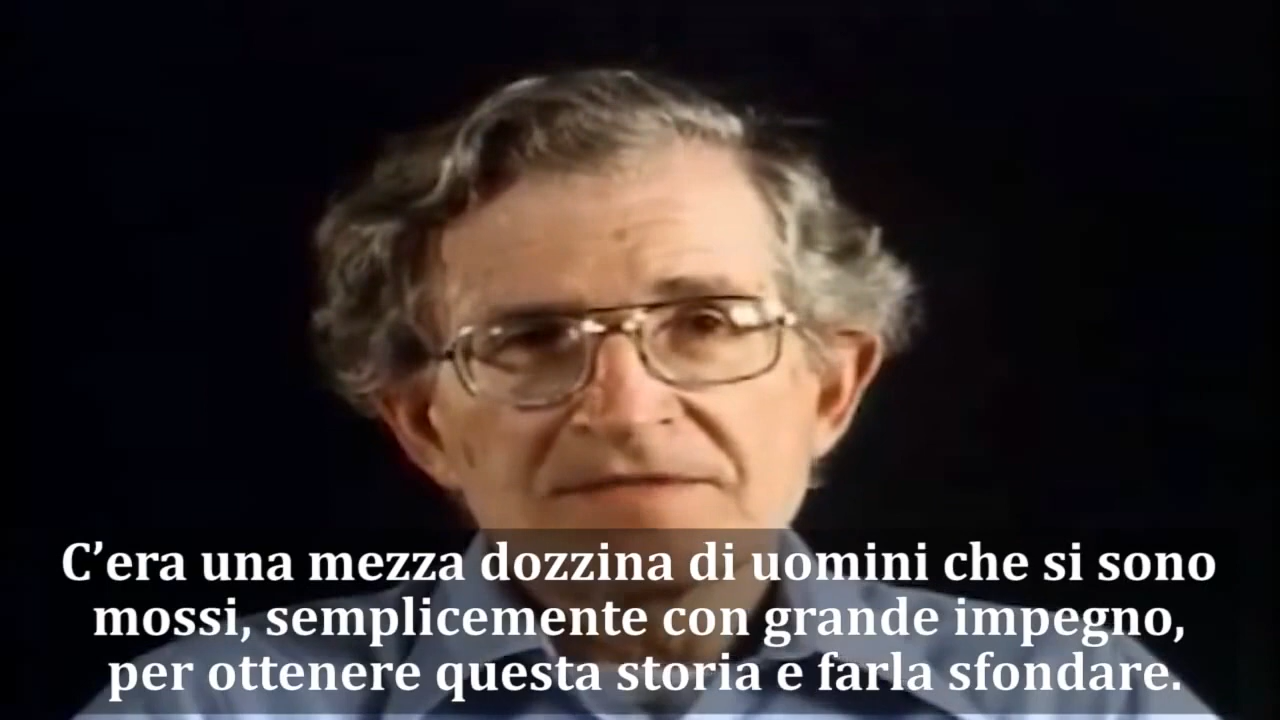 C’era una mezza dozzina di uomini che si sono
mossi, semplicemente con grande impegno,
per ottenere questa storia e farla sfondare.